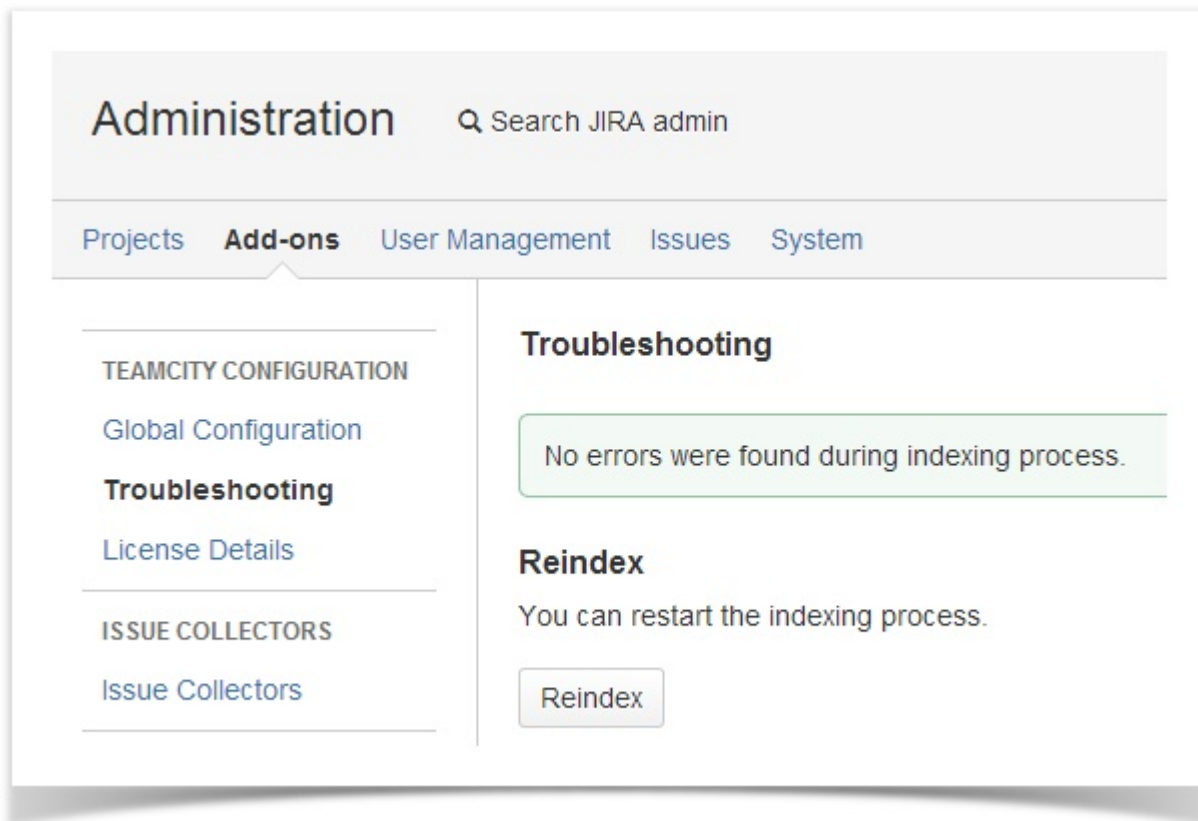 Administration Search JIRA admin
Projects Add-ons User Management Issues System
TEAMCITY CONFIGURATION
Global Configuration
Troubleshooting
License Details
ISSUE COLLECTORS
Issue Collectors
Troubleshooting
No errors were found during indexing process.
Reindex
You can restart the indexing process.
Reindex